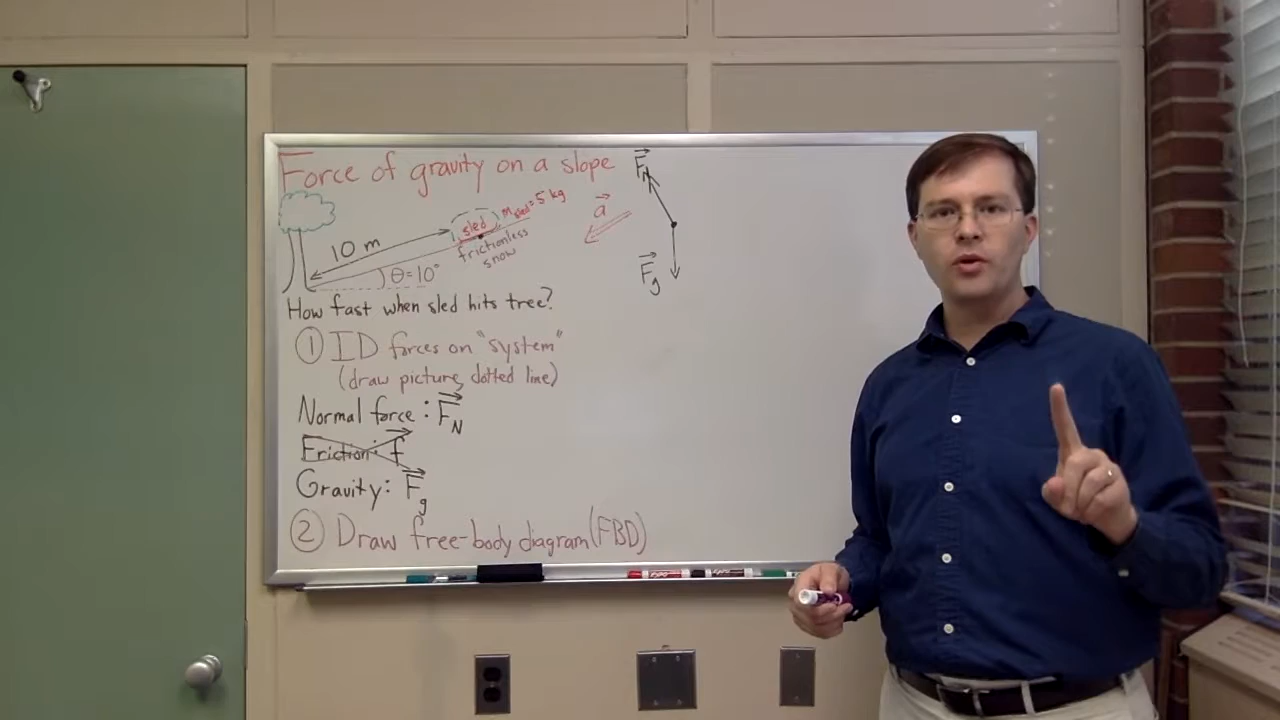 Force of gravity on a slope
F_N
sled
m_sled = 5 kg
a
10 m
frictionless
snow
θ = 10°
F_g
How fast when sled hits tree?
① ID forces on "system"
(draw picture, dotted line)
Normal force: F_N
Friction: f
Gravity: F_g
② Draw free-body diagram (FBD)